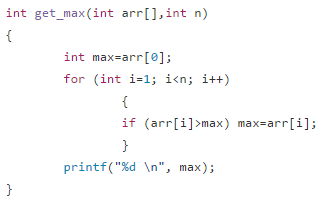 int get_max(int arr[],int n)
{
int max=arr[0];
for (int i=1; i<n; i++)
{
if (arr[i]>max) max=arr[i];
}
printf("%d \n", max);
}